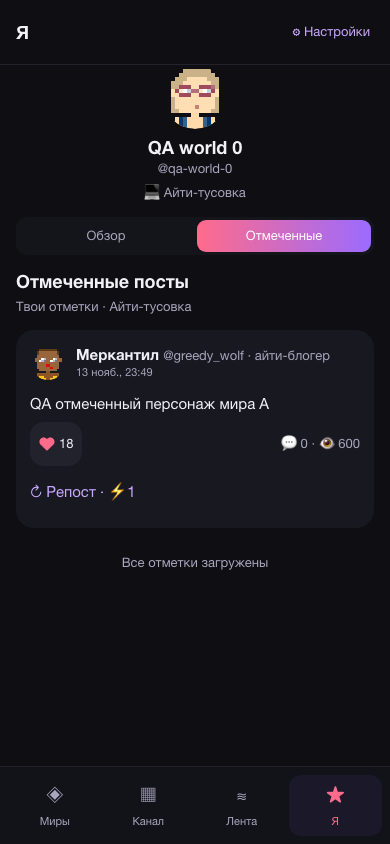 Я
⚙ Настройки
QA world 0
@qa-world-0
💻 Айти-тусовка
Обзор
Отмеченные
Отмеченные посты
Твои отметки · Айти-тусовка
Меркантил @greedy_wolf · айти-блогер
13 нояб., 23:49
QA отмеченный персонаж мира A
18
💬 0 · 👁 600
↻ Репост · ⚡1
Все отметки загружены
Миры
Канал
Лента
Я